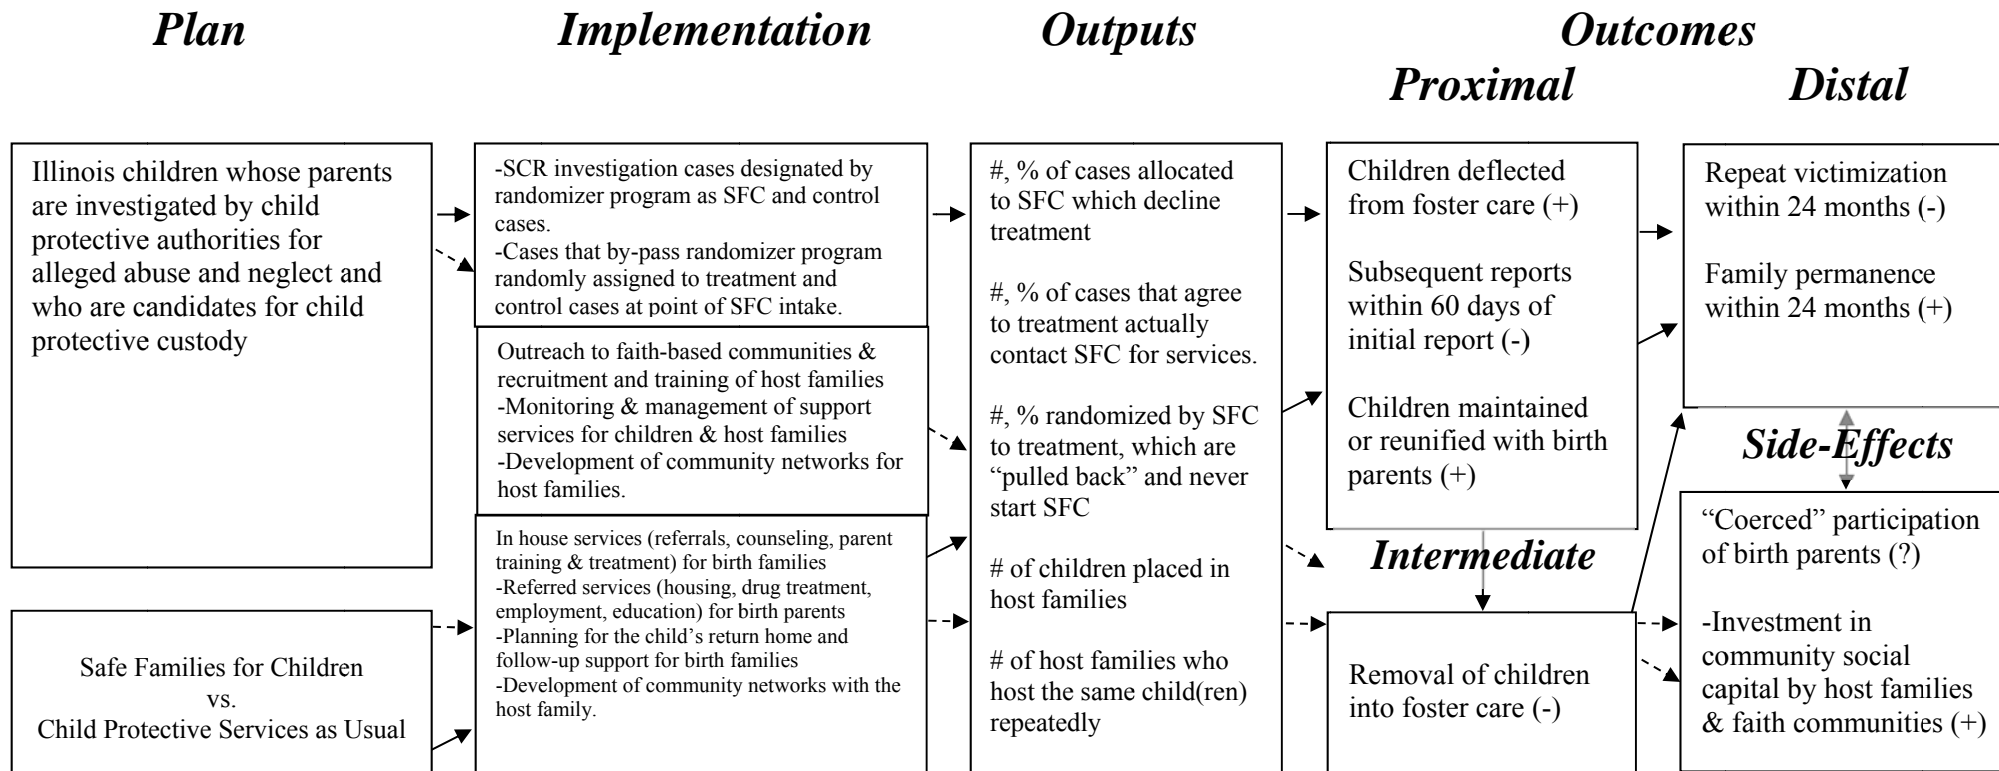 Plan
Implementation
Outputs
Outcomes
Proximal
Distal
Illinois children whose parents
are investigated by child
protective authorities for
alleged abuse and neglect and
who are candidates for child
protective custody
Safe Families for Children
vs.
Child Protective Services as Usual
-SCR investigation cases designated by
randomizer program as SFC and control
cases.
-Cases that by-pass randomizer program
randomly assigned to treatment and
control cases at point of SFC intake.
Outreach to faith-based communities &
recruitment and training of host families
-Monitoring & management of support
services for children & host families
-Development of community networks for
host families.
In house services (referrals, counseling, parent
training & treatment) for birth families
-Referred services (housing, drug treatment,
employment, education) for birth parents
-Planning for the child’s return home and
follow-up support for birth families
-Development of community networks with the
host family.
#, % of cases allocated
to SFC which decline
treatment
#, % of cases that agree
to treatment actually
contact SFC for services.
#, % randomized by SFC
to treatment, which are
“pulled back” and never
start SFC
# of children placed in
host families
# of host families who
host the same child(ren)
repeatedly
Children deflected
from foster care (+)
Subsequent reports
within 60 days of
initial report (-)
Children maintained
or reunified with birth
parents (+)
Intermediate
Removal of children
into foster care (-)
Repeat victimization
within 24 months (-)
Family permanence
within 24 months (+)
Side-Effects
“Coerced” participation
of birth parents (?)
-Investment in
community social
capital by host families
& faith communities (+)